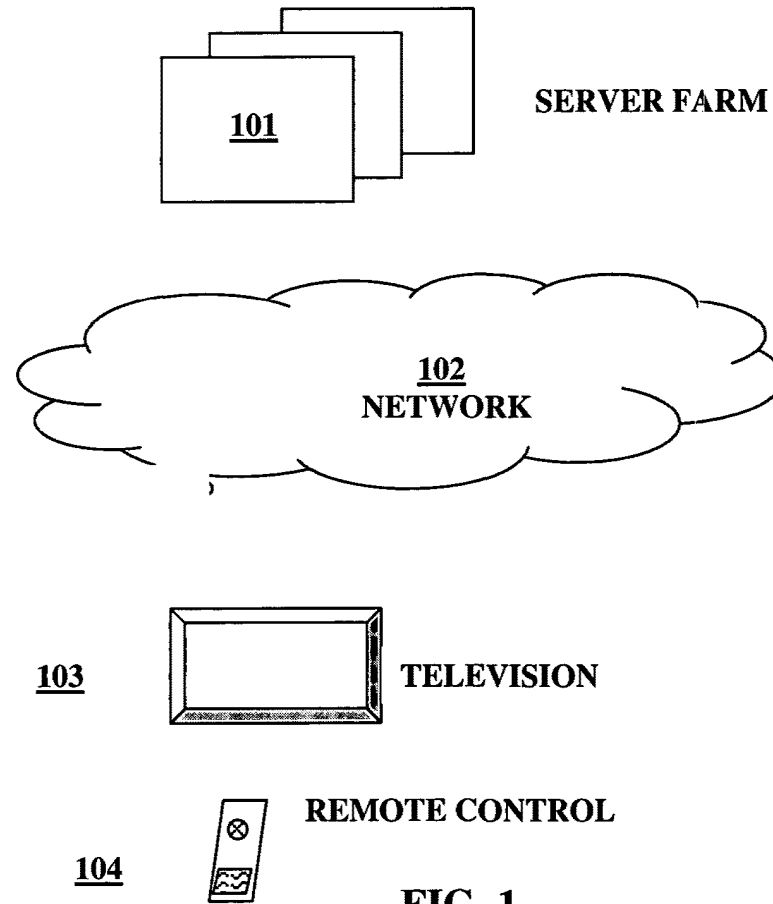 101
SERVER FARM
102
NETWORK
103
TELEVISION
REMOTE CONTROL
104
FIG. 1